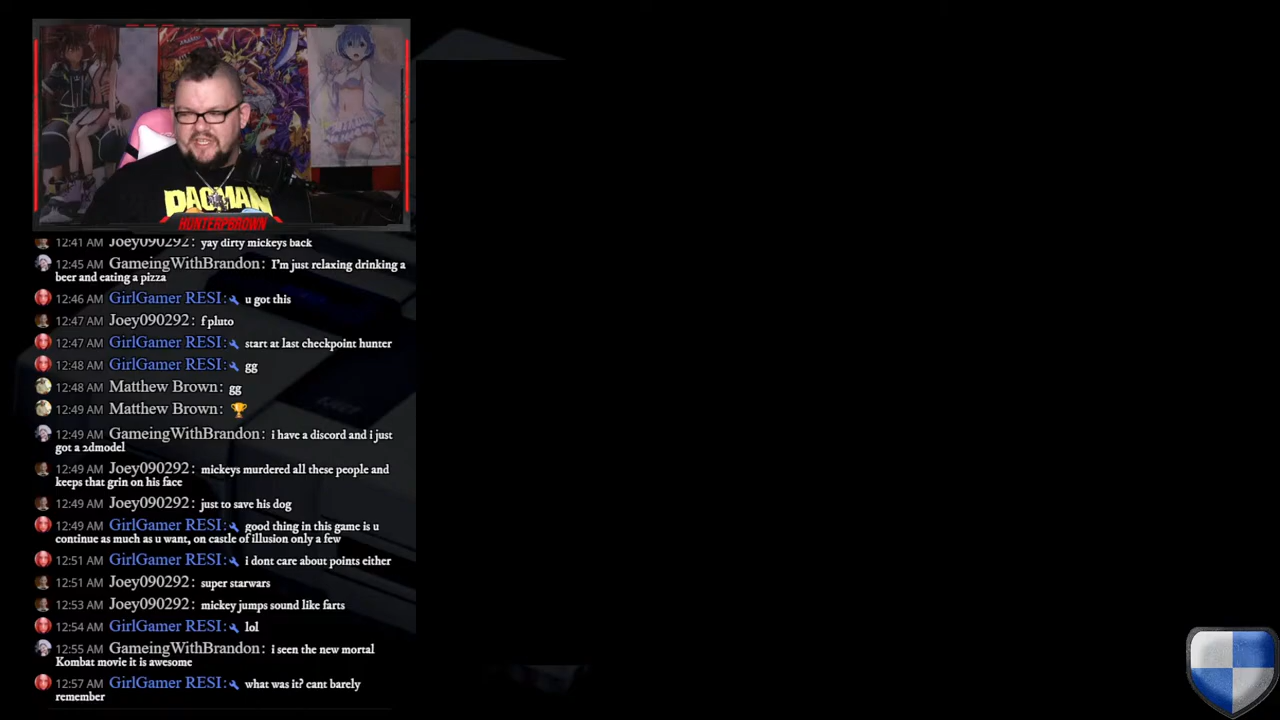 PACMAN
HUNTERPBROWN
12:41 AM Joey090292: yay dirty mickeys back
12:45 AM GameingWithBrandon: I'm just relaxing drinking a
beer and eating a pizza
12:46 AM GirlGamer RESI: u got this
12:47 AM Joey090292: f pluto
12:47 AM GirlGamer RESI: start at last checkpoint hunter
12:48 AM GirlGamer RESI: gg
12:48 AM Matthew Brown: gg
12:49 AM Matthew Brown: 🏆
12:49 AM GameingWithBrandon: i have a discord and i just
got a 2dmodel
12:49 AM Joey090292: mickeys murdered all these people and
keeps that grin on his face
12:49 AM Joey090292: just to save his dog
12:49 AM GirlGamer RESI: good thing in this game is u
continue as much as u want, on castle of illusion only a few
12:51 AM GirlGamer RESI: i dont care about points either
12:51 AM Joey090292: super starwars
12:53 AM Joey090292: mickey jumps sound like farts
12:54 AM GirlGamer RESI: lol
12:55 AM GameingWithBrandon: i seen the new mortal
Kombat movie it is awesome
12:57 AM GirlGamer RESI: what was it? cant barely
remember